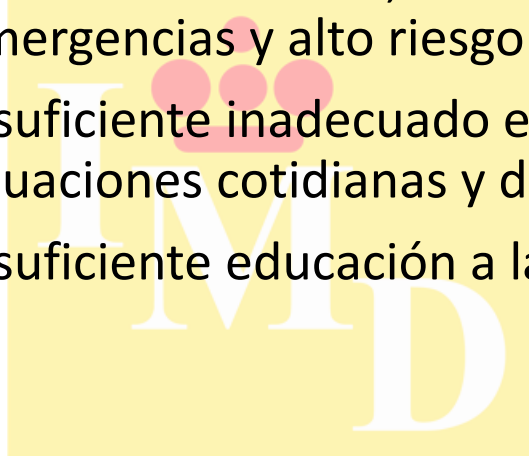 mergencias y alto riesgo
suficiente inadecuado e
uaciones cotidianas y d
suficiente educación a la
I
M
D